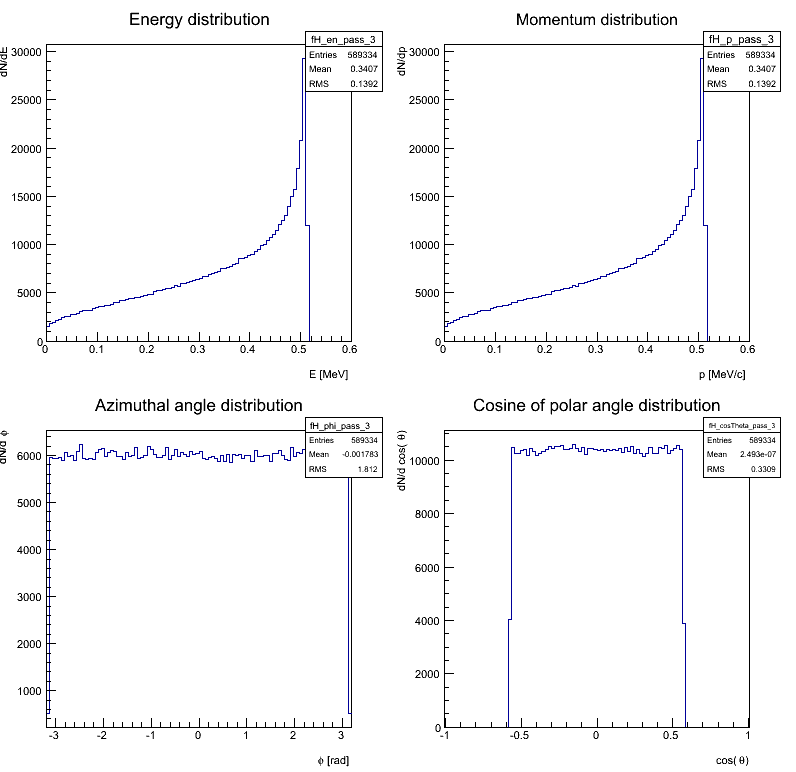 Energy distribution
dN/dE
fH_en_pass_3
Entries 589334
Mean 0.3407
RMS 0.1392
30000
25000
20000
15000
10000
5000
0
0 0.1 0.2 0.3 0.4 0.5 0.6
E [MeV]
Momentum distribution
dN/dp
fH_p_pass_3
Entries 589334
Mean 0.3407
RMS 0.1392
30000
25000
20000
15000
10000
5000
0
0 0.1 0.2 0.3 0.4 0.5 0.6
p [MeV/c]
Azimuthal angle distribution
dN/d ϕ
fH_phi_pass_3
Entries 589334
Mean -0.001783
RMS 1.812
6000
5000
4000
3000
2000
1000
-3 -2 -1 0 1 2 3
ϕ [rad]
Cosine of polar angle distribution
dN/d cos( θ)
fH_cosTheta_pass_3
Entries 589334
Mean 2.493e-07
RMS 0.3309
10000
8000
6000
4000
2000
0
-1 -0.5 0 0.5 1
cos( θ)